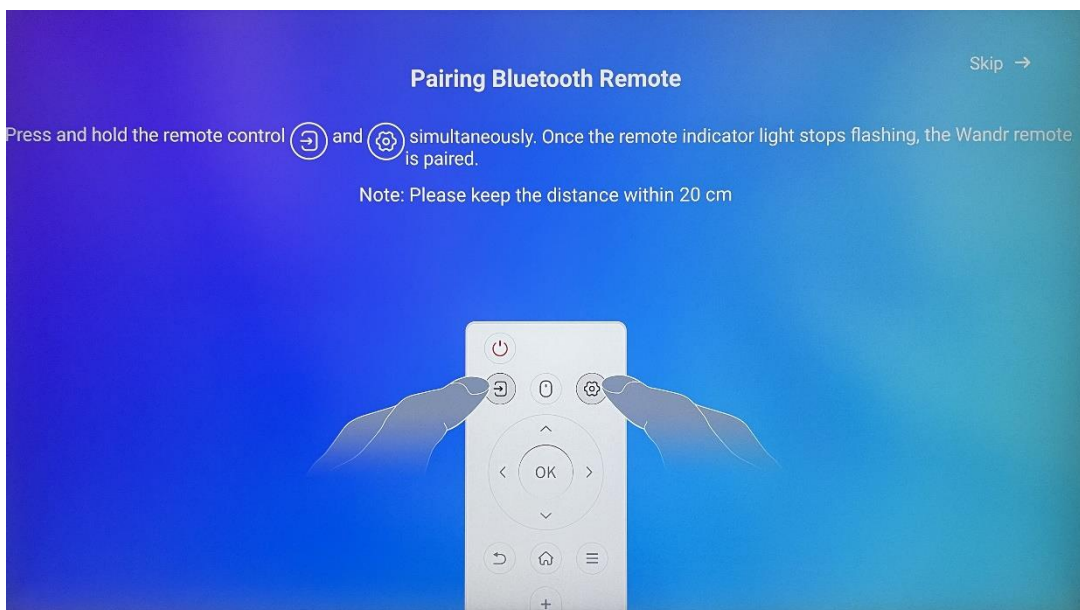 Skip →
Pairing Bluetooth Remote
Press and hold the remote control and simultaneously. Once the remote indicator light stops flashing, the Wandr remote
is paired.
Note: Please keep the distance within 20 cm
OK
+